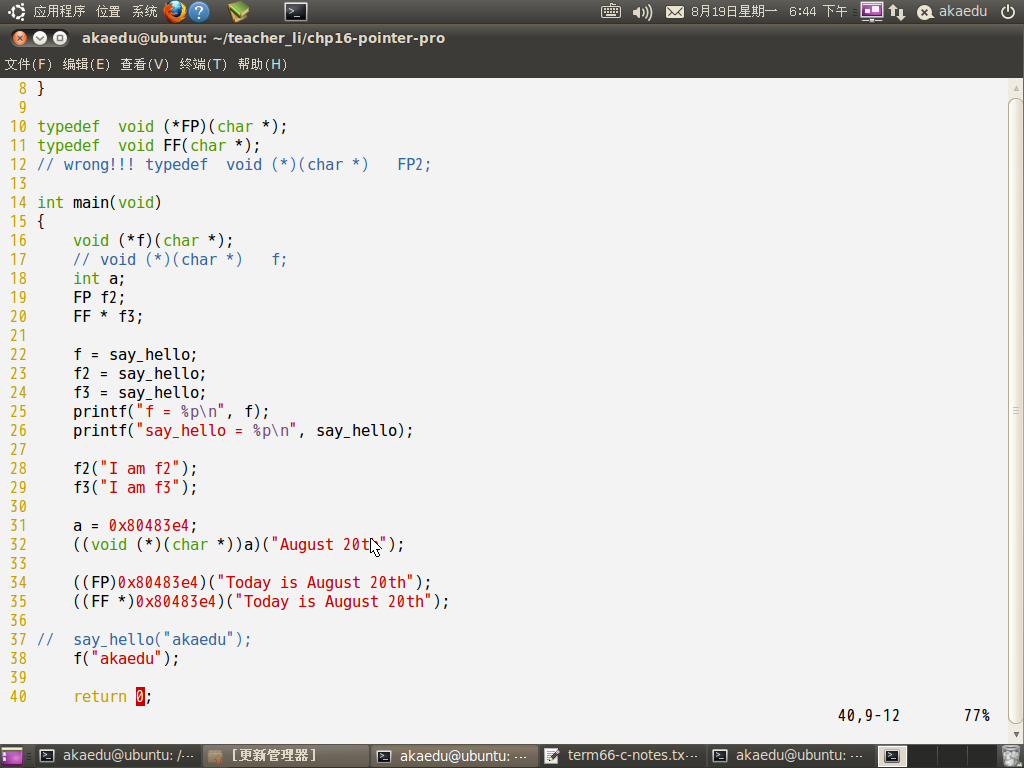 应用程序 位置 系统 8月19日星期一 6:44 下午 akaedu
akaedu@ubuntu: ~/teacher_li/chp16-pointer-pro
文件(F) 编辑(E) 查看(V) 终端(T) 帮助(H)
8 }
9
10 typedef  void (*FP)(char *);
11 typedef  void FF(char *);
12 // wrong!!! typedef  void (*)(char *)   FP2;
13
14 int main(void)
15 {
16     void (*f)(char *);
17     // void (*)(char *)   f;
18     int a;
19     FP f2;
20     FF * f3;
21
22     f = say_hello;
23     f2 = say_hello;
24     f3 = say_hello;
25     printf("f = %p\n", f);
26     printf("say_hello = %p\n", say_hello);
27
28     f2("I am f2");
29     f3("I am f3");
30
31     a = 0x80483e4;
32     ((void (*)(char *))a)("August 20th");
33
34     ((FP)0x80483e4)("Today is August 20th");
35     ((FF *)0x80483e4)("Today is August 20th");
36
37 //  say_hello("akaedu");
38     f("akaedu");
39
40     return 0;
40,9-12 77%
akaedu@ubuntu: /··· [更新管理器] akaedu@ubuntu: ··· term66-c-notes.tx··· akaedu@ubuntu: ···